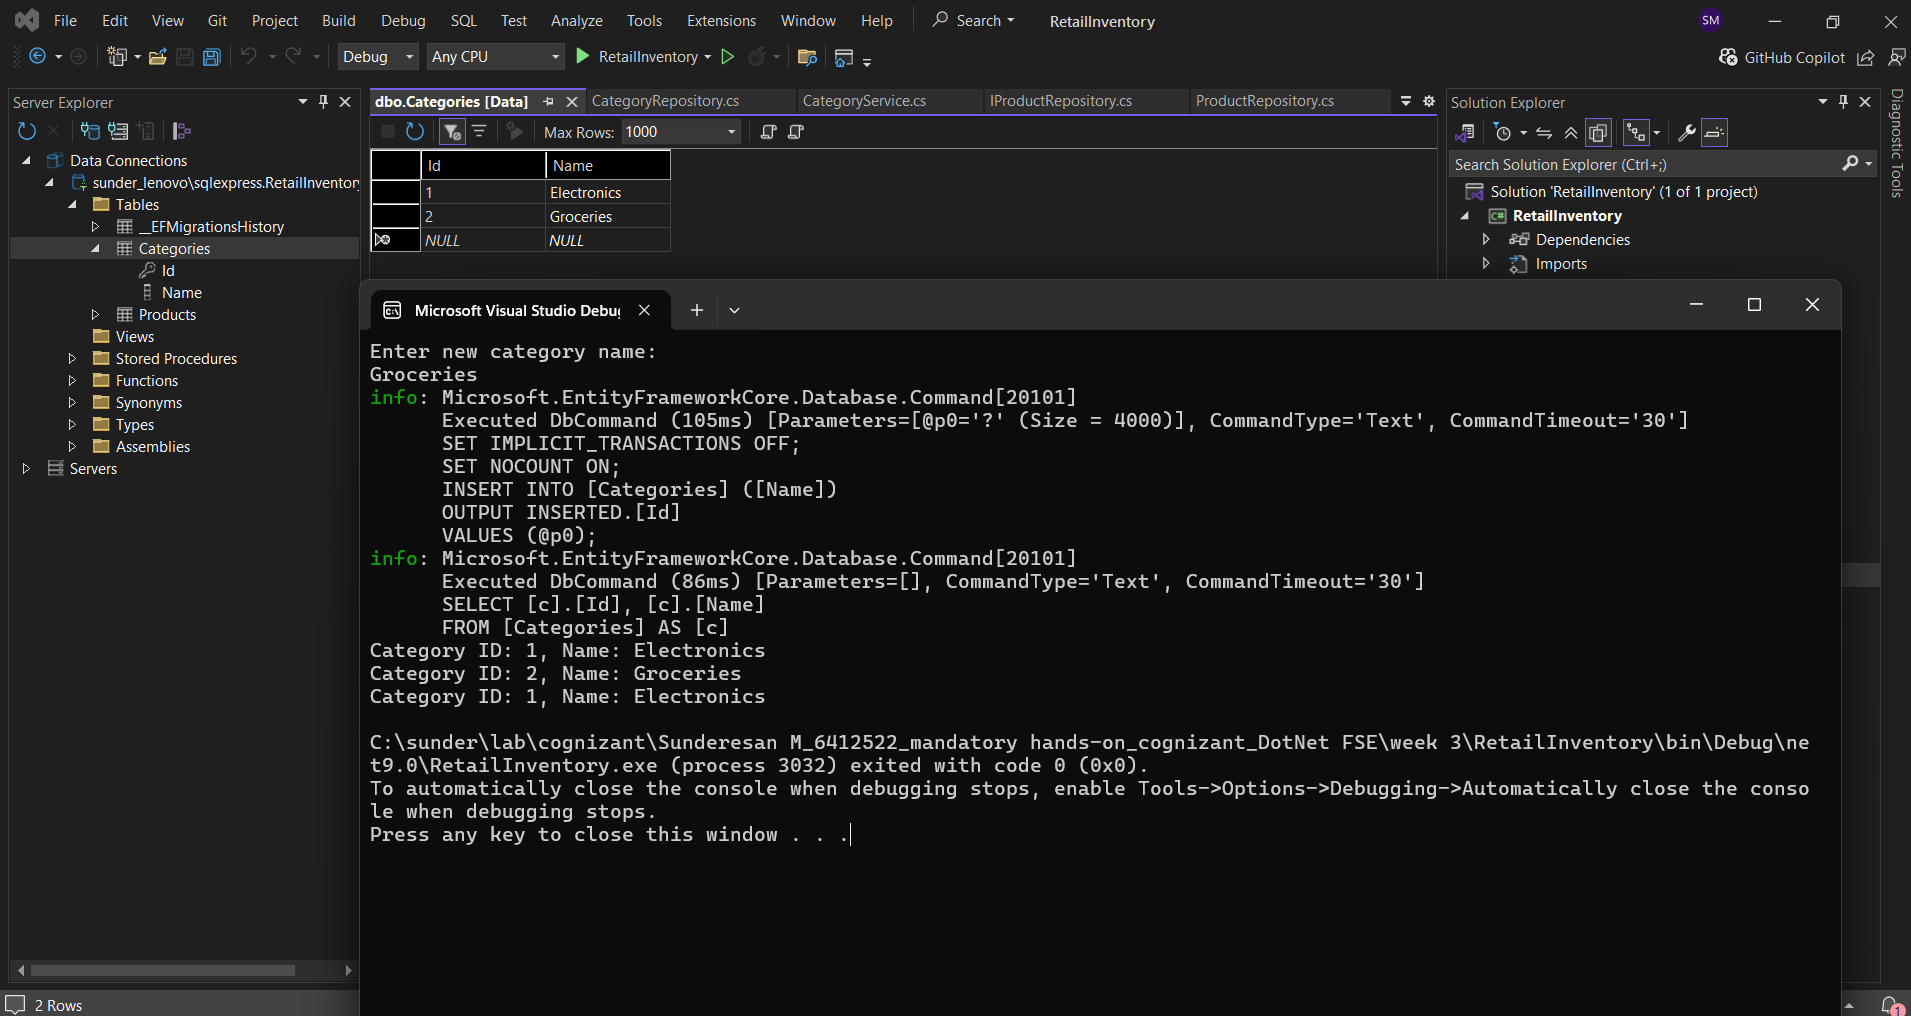 File Edit View Git Project Build Debug SQL Test Analyze Tools Extensions Window Help Search RetailInventory SM
Debug Any CPU RetailInventory GitHub Copilot
Server Explorer
Data Connections
sunder_lenovo\sqlexpress.RetailInventory
Tables
__EFMigrationsHistory
Categories
Id
Name
Products
Views
Stored Procedures
Functions
Synonyms
Types
Assemblies
Servers
dbo.Categories [Data] CategoryRepository.cs CategoryService.cs IProductRepository.cs ProductRepository.cs
Max Rows: 1000
Id Name
1 Electronics
2 Groceries
NULL NULL
Solution Explorer
Search Solution Explorer (Ctrl+;)
Solution 'RetailInventory' (1 of 1 project)
C# RetailInventory
Dependencies
Imports
Diagnostic Tools
Microsoft Visual Studio Debug
Enter new category name:
Groceries
info: Microsoft.EntityFrameworkCore.Database.Command[20101]
Executed DbCommand (105ms) [Parameters=[@p0='?' (Size = 4000)], CommandType='Text', CommandTimeout='30']
SET IMPLICIT_TRANSACTIONS OFF;
SET NOCOUNT ON;
INSERT INTO [Categories] ([Name])
OUTPUT INSERTED.[Id]
VALUES (@p0);
info: Microsoft.EntityFrameworkCore.Database.Command[20101]
Executed DbCommand (86ms) [Parameters=[], CommandType='Text', CommandTimeout='30']
SELECT [c].[Id], [c].[Name]
FROM [Categories] AS [c]
Category ID: 1, Name: Electronics
Category ID: 2, Name: Groceries
Category ID: 1, Name: Electronics
C:\sunder\lab\cognizant\Sunderesan M_6412522_mandatory hands-on_cognizant_DotNet FSE\week 3\RetailInventory\bin\Debug\ne
t9.0\RetailInventory.exe (process 3032) exited with code 0 (0x0).
To automatically close the console when debugging stops, enable Tools->Options->Debugging->Automatically close the conso
le when debugging stops.
Press any key to close this window . . .
2 Rows
1